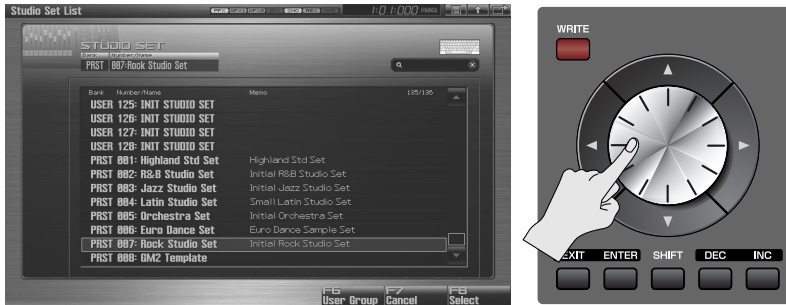 Studio Set List
STUDIO SET
Bank Number/Name
PRST 007:Rock Studio Set
Bank Number/Name Memo 135/136
USER 125: INIT STUDIO SET
USER 126: INIT STUDIO SET
USER 127: INIT STUDIO SET
USER 128: INIT STUDIO SET
PRST 001: Highland Std Set Highland Std Set
PRST 002: R&B Studio Set Initial R&B Studio Set
PRST 003: Jazz Studio Set Initial Jazz Studio Set
PRST 004: Latin Studio Set Small Latin Studio Set
PRST 005: Orchestra Set Initial Orchestra Set
PRST 006: Euro Dance Set Euro Dance Sample Set
PRST 007: Rock Studio Set Initial Rock Studio Set
PRST 008: GM2 Template
F6 F7 F8
User Group Cancel Select
WRITE
EXIT ENTER SHIFT DEC INC